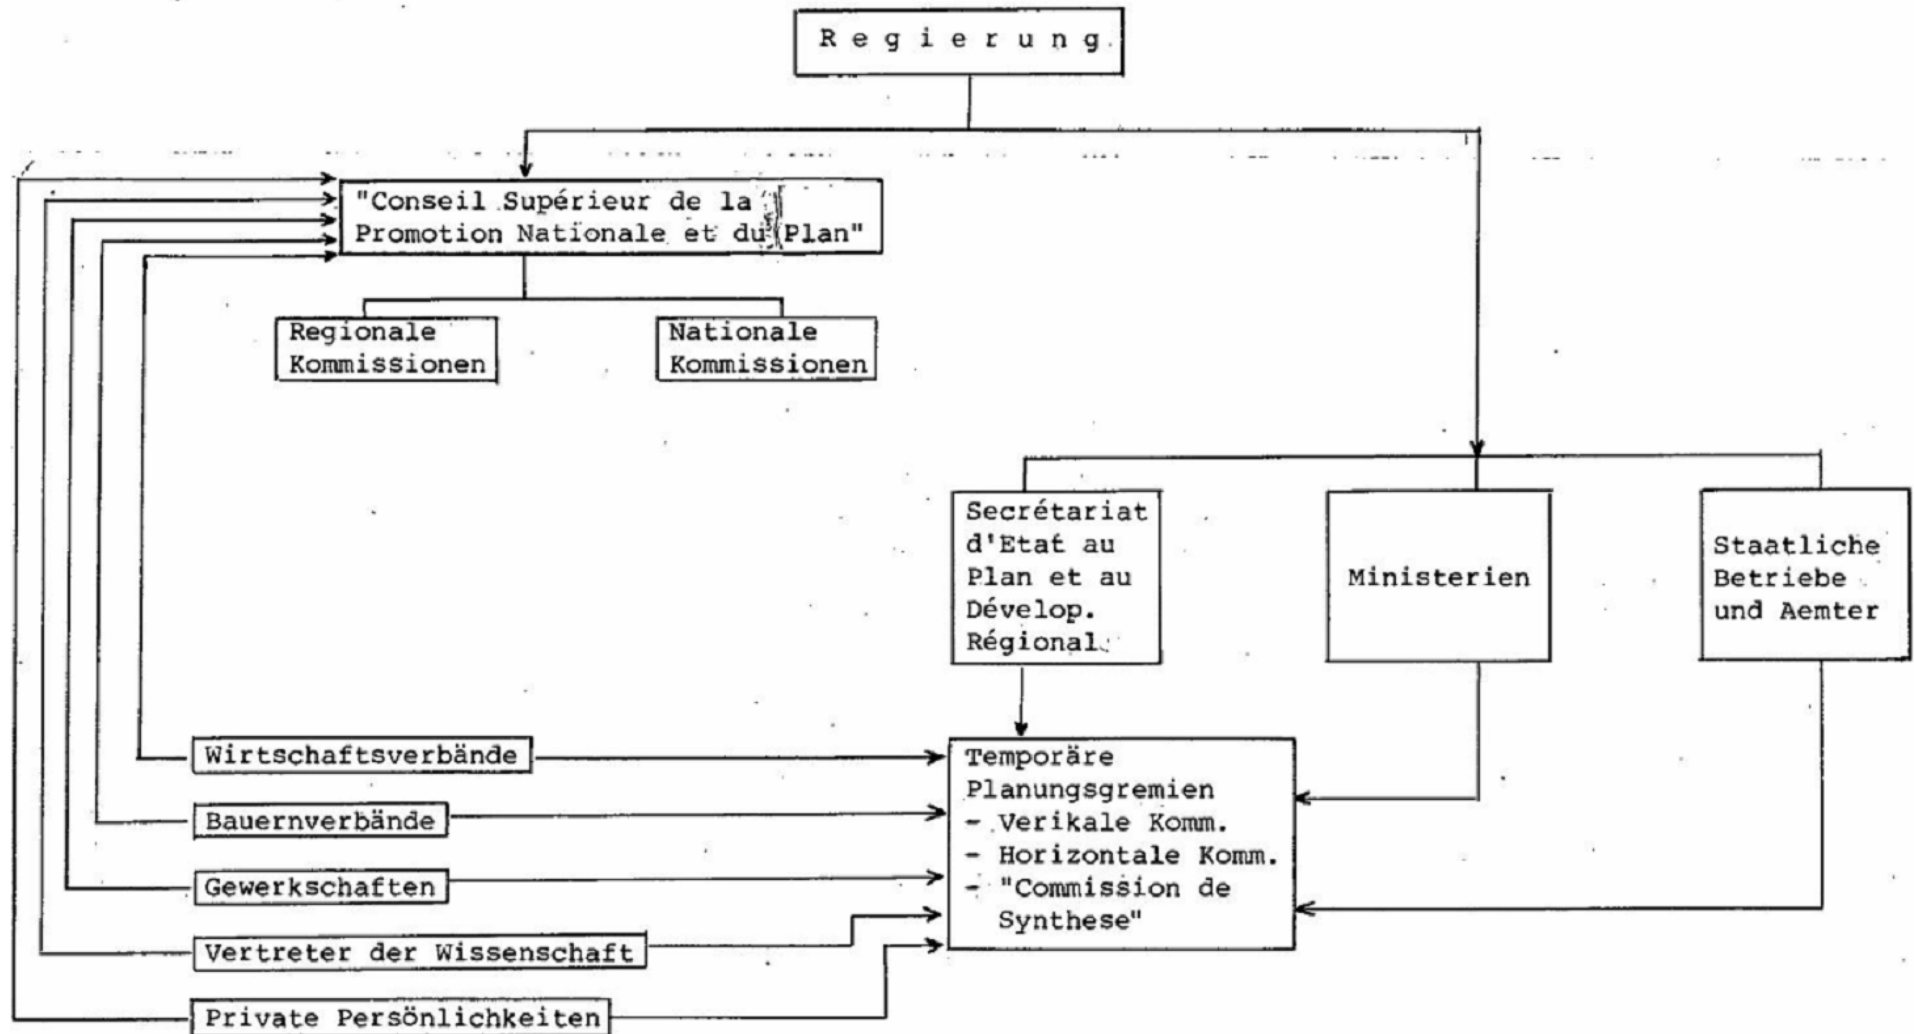 Regierung
"Conseil Supérieur de la
Promotion Nationale et du Plan"
Regionale
Kommissionen
Nationale
Kommissionen
Secrétariat
d'Etat au
Plan et au
Dévelop.
Régional
Ministerien
Staatliche
Betriebe
und Aemter
Wirtschaftsverbände
Bauernverbände
Gewerkschaften
Vertreter der Wissenschaft
Private Persönlichkeiten
Temporäre
Planungsgremien
- Verikale Komm.
- Horizontale Komm.
- "Commission de
Synthese"